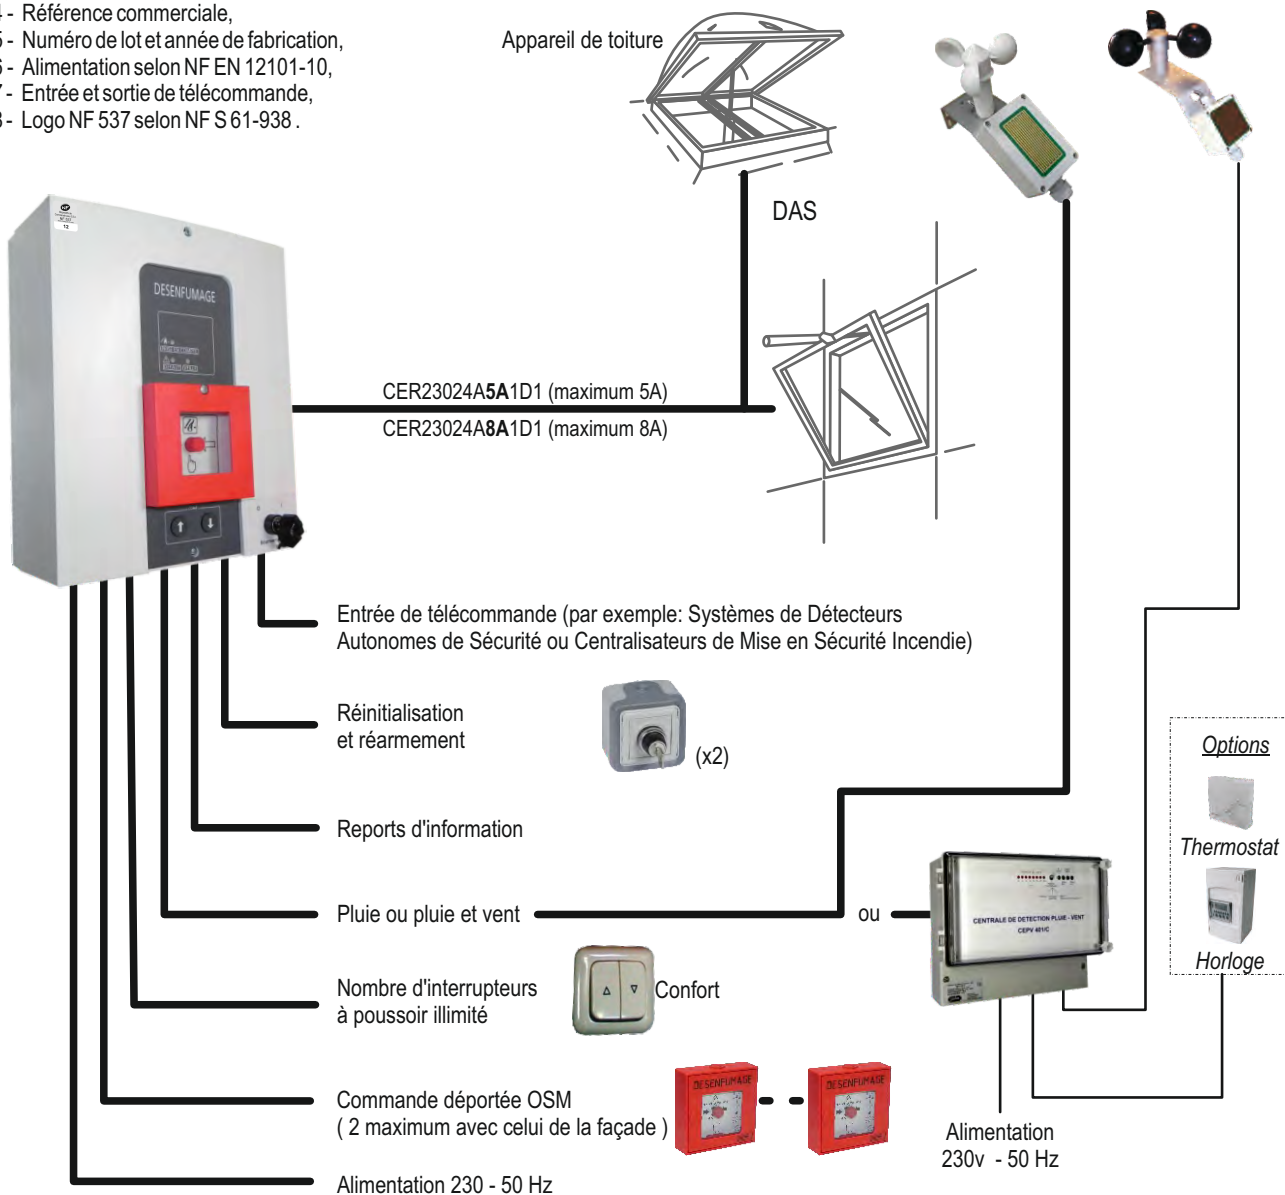 - Référence commerciale,
- Numéro de lot et année de fabrication,
- Alimentation selon NF EN 12101-10,
- Entrée et sortie de télécommande,
- Logo NF 537 selon NF S 61-938 .
Appareil de toiture
DAS
12
DESENFUMAGE
CER23024A5A1D1 (maximum 5A)
CER23024A8A1D1 (maximum 8A)
Entrée de télécommande (par exemple: Systèmes de Détecteurs
Autonomes de Sécurité ou Centralisateurs de Mise en Sécurité Incendie)
Réinitialisation
et réarmement
(x2)
Options
Thermostat
Horloge
Reports d'information
Pluie ou pluie et vent
ou
CENTRALE DE DETECTION PLUIE - VENT
CEPV 401/C
Nombre d'interrupteurs
à poussoir illimité
Confort
Commande déportée OSM
( 2 maximum avec celui de la façade )
DESENFUMAGE
DESENFUMAGE
Alimentation
230v - 50 Hz
Alimentation 230 - 50 Hz